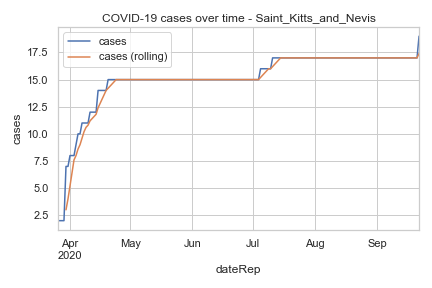 COVID-19 cases over time - Saint_Kitts_and_Nevis
cases
cases (rolling)
17.5
15.0
12.5
10.0
7.5
5.0
2.5
cases
Apr
2020
May
Jun
Jul
Aug
Sep
dateRep